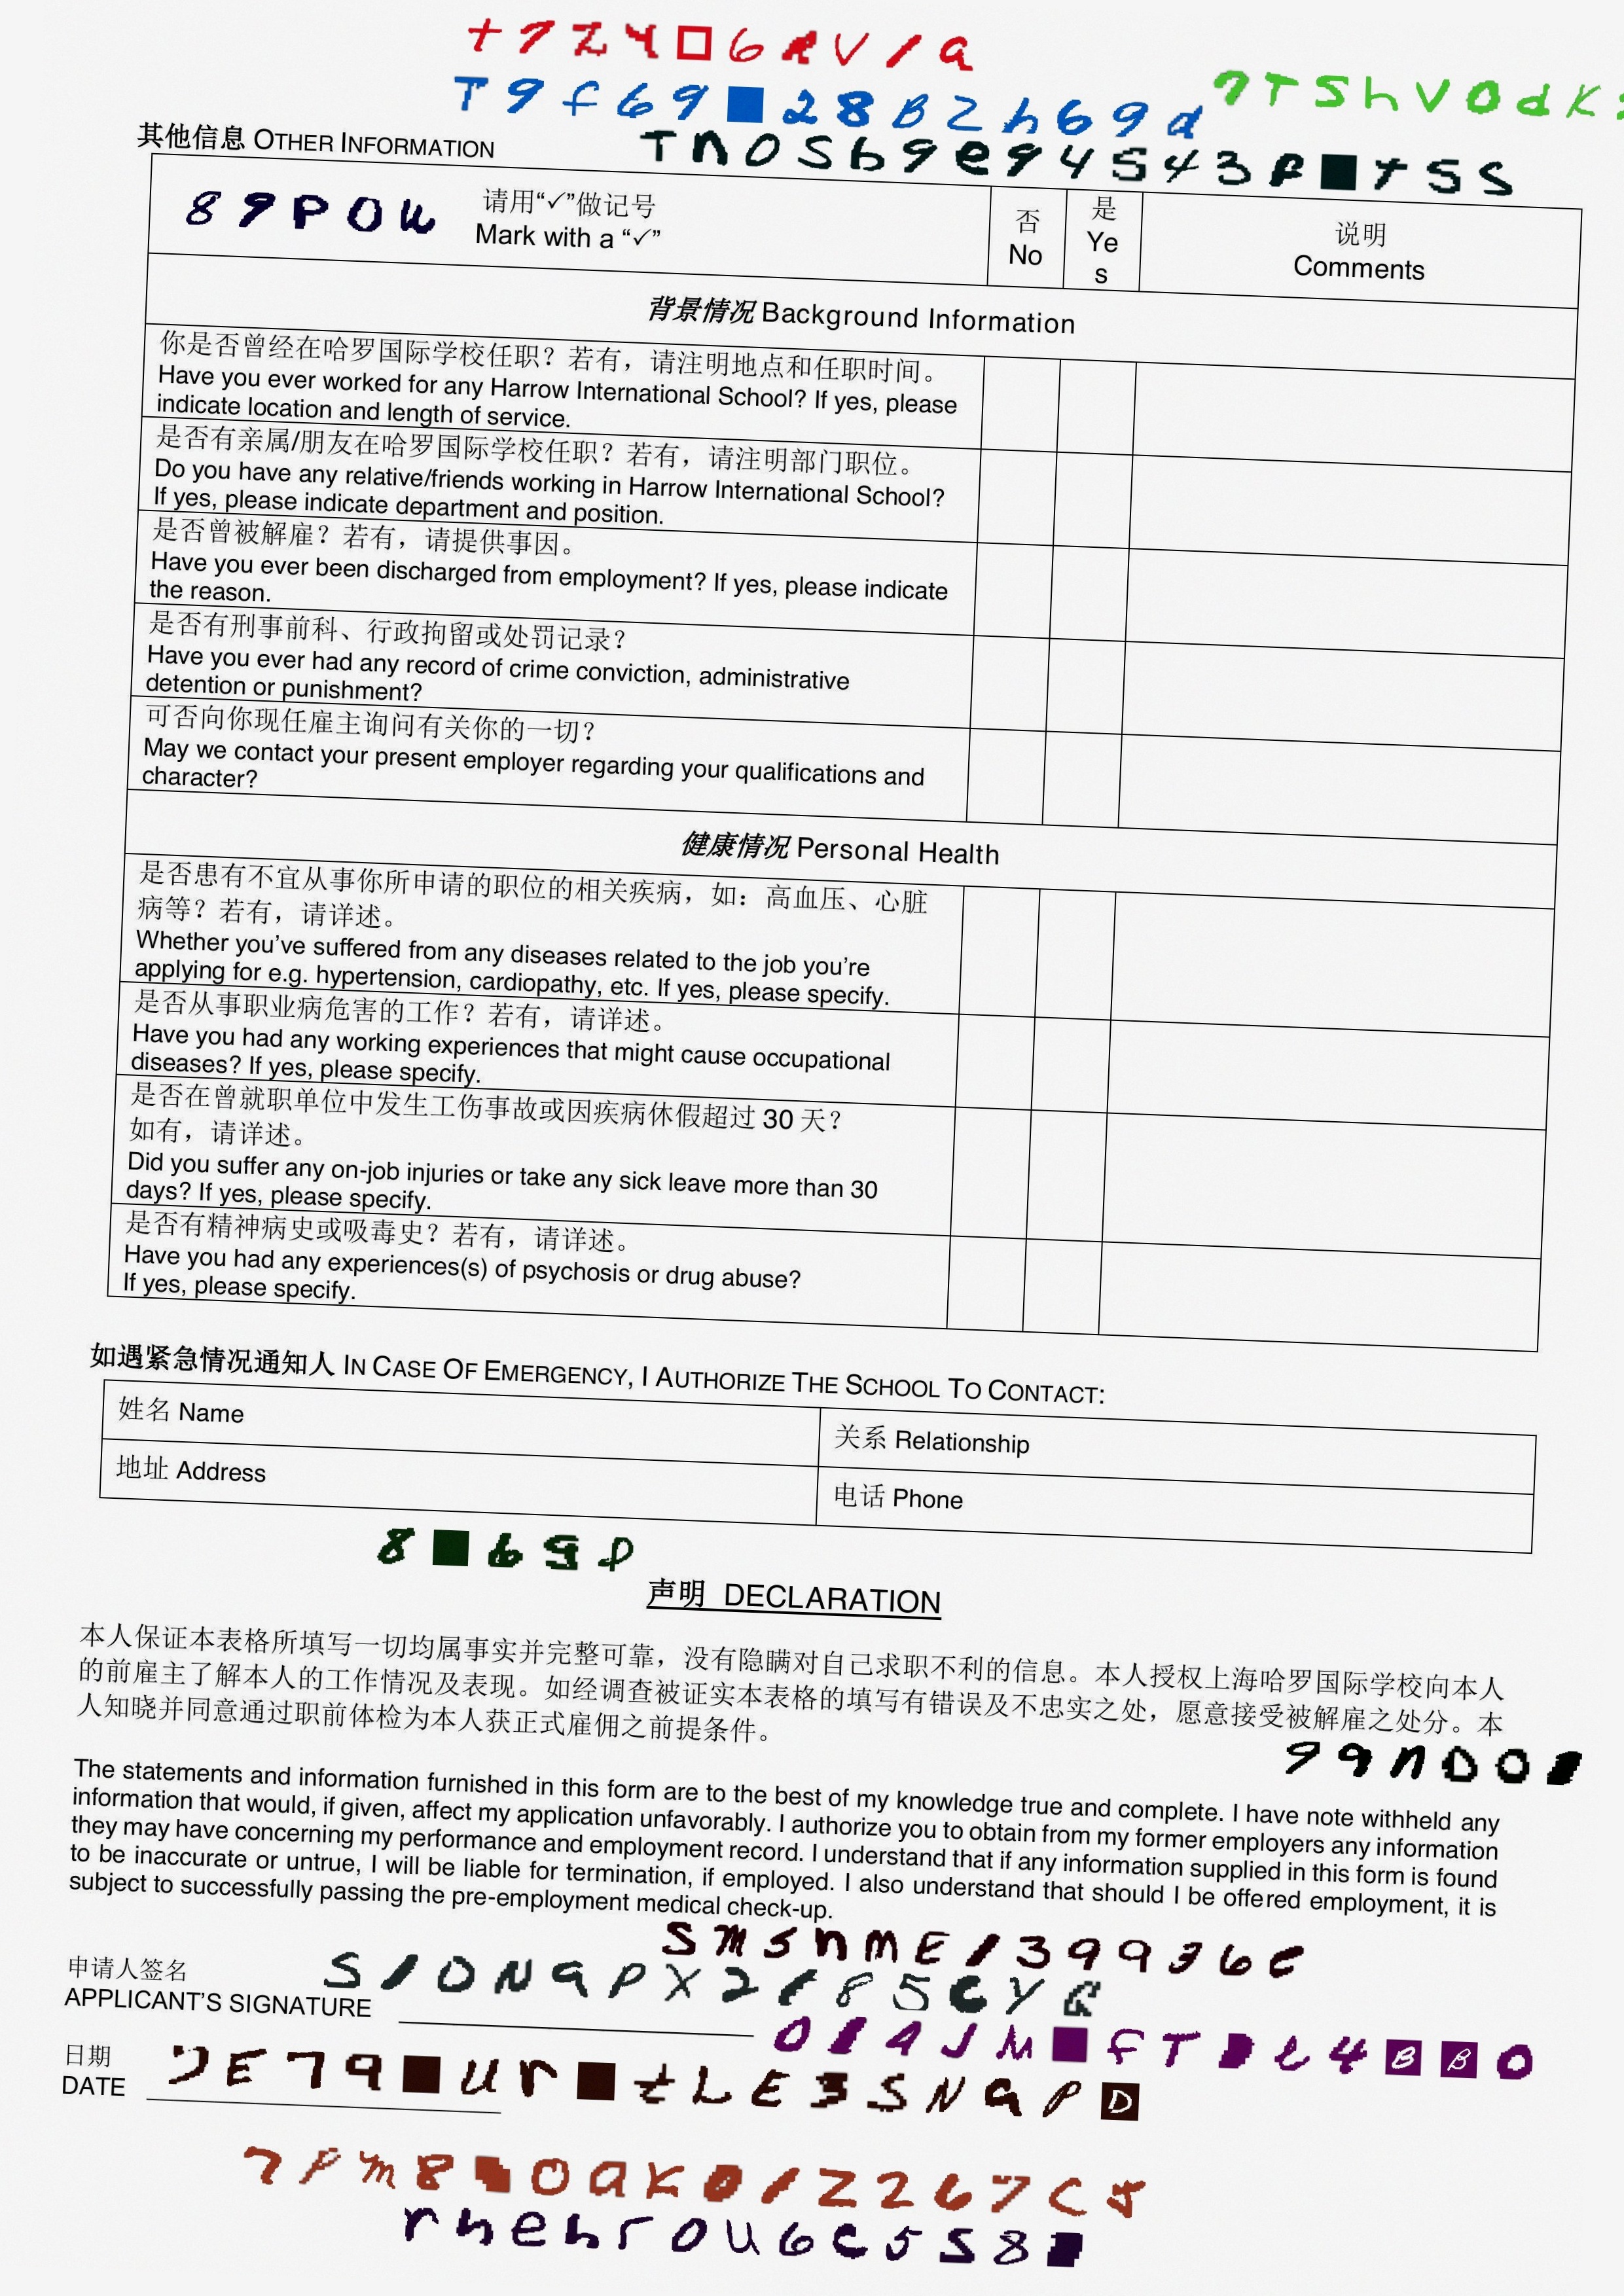 其他信息 OTHER INFORMATION
89POW
请用“✓”做记号
Mark with a “✓”
否
No
是
Ye
s
说明
Comments
背景情况 Background Information
你是否曾经在哈罗国际学校任职？若有，请注明地点和任职时间。
Have you ever worked for any Harrow International School? If yes, please
indicate location and length of service.
是否有亲属/朋友在哈罗国际学校任职？若有，请注明部门职位。
Do you have any relative/friends working in Harrow International School?
If yes, please indicate department and position.
是否曾被解雇？若有，请提供事因。
Have you ever been discharged from employment? If yes, please indicate
the reason.
是否有刑事前科、行政拘留或处罚记录？
Have you ever had any record of crime conviction, administrative
detention or punishment?
可否向你现任雇主询问有关你的一切？
May we contact your present employer regarding your qualifications and
character?
健康情况 Personal Health
是否患有不宜从事你所申请的职位的相关疾病，如：高血压、心脏
病等？若有，请详述。
Whether you’ve suffered from any diseases related to the job you’re
applying for e.g. hypertension, cardiopathy, etc. If yes, please specify.
是否从事职业病危害的工作？若有，请详述。
Have you had any working experiences that might cause occupational
diseases? If yes, please specify.
是否在曾就职单位中发生工伤事故或因疾病休假超过 30 天？
如有，请详述。
Did you suffer any on-job injuries or take any sick leave more than 30
days? If yes, please specify.
是否有精神病史或吸毒史？若有，请详述。
Have you had any experiences(s) of psychosis or drug abuse?
If yes, please specify.
如遇紧急情况通知人 IN CASE OF EMERGENCY, I AUTHORIZE THE SCHOOL TO CONTACT:
姓名 Name
关系 Relationship
地址 Address
电话 Phone
声明 DECLARATION
本人保证本表格所填写一切均属事实并完整可靠，没有隐瞒对自己求职不利的信息。本人授权上海哈罗国际学校向本人
的前雇主了解本人的工作情况及表现。如经调查被证实本表格的填写有错误及不忠实之处，愿意接受被解雇之处分。本
人知晓并同意通过职前体检为本人获正式雇佣之前提条件。
The statements and information furnished in this form are to the best of my knowledge true and complete. I have note withheld any
information that would, if given, affect my application unfavorably. I authorize you to obtain from my former employers any information
they may have concerning my performance and employment record. I understand that if any information supplied in this form is found
to be inaccurate or untrue, I will be liable for termination, if employed. I also understand that should I be offered employment, it is
subject to successfully passing the pre-employment medical check-up.
申请人签名
APPLICANT’S SIGNATURE
日期
DATE